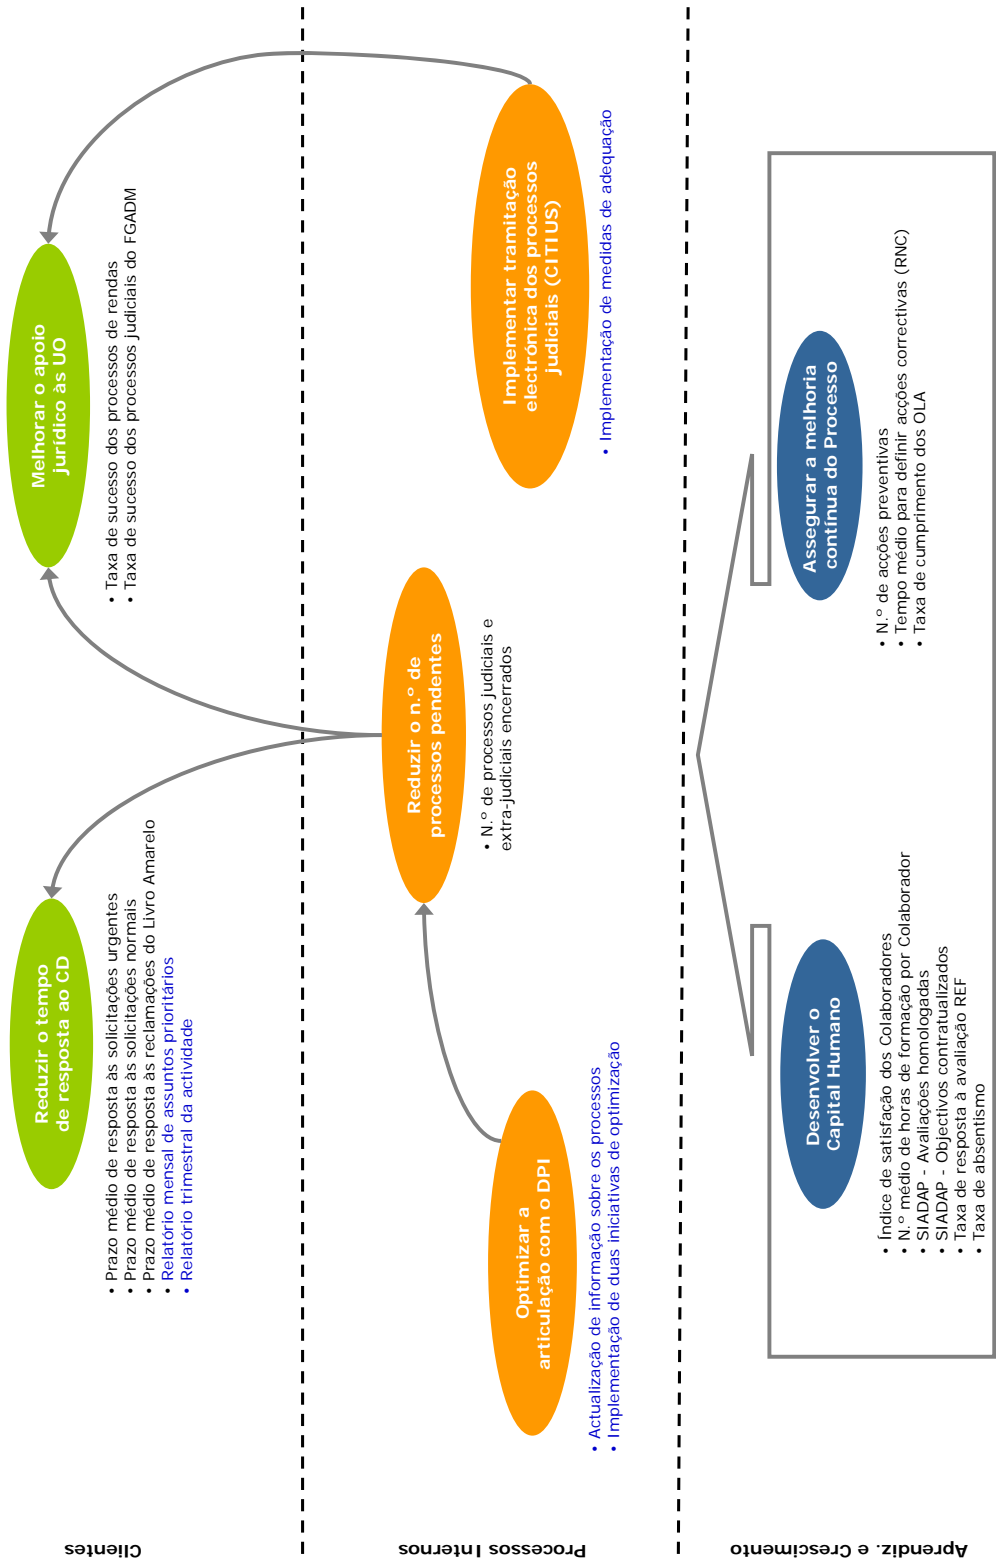 Clientes
Reduzir o tempo
de resposta ao CD
• Prazo médio de resposta às solicitações urgentes
• Prazo médio de resposta às solicitações normais
• Prazo médio de resposta às reclamações do Livro Amarelo
• Relatório mensal de assuntos prioritários
• Relatório trimestral da actividade
Melhorar o apoio
jurídico às UO
• Taxa de sucesso dos processos de rendas
• Taxa de sucesso dos processos judiciais do FGADM
Processos Internos
Optimizar a
articulação com o DPI
• Actualização de informação sobre os processos
• Implementação de duas iniciativas de optimização
Reduzir o n.º de
processos pendentes
• N.º de processos judiciais e
extra-judiciais encerrados
Implementar tramitação
electrónica dos processos
judiciais (CITIUS)
• Implementação de medidas de adequação
Aprendiz. e Crescimento
Desenvolver o
Capital Humano
• Índice de satisfação dos Colaboradores
• N.º médio de horas de formação por Colaborador
• SIADAP - Avaliações homologadas
• SIADAP - Objectivos contratualizados
• Taxa de resposta à avaliação REF
• Taxa de absentismo
Assegurar a melhoria
contínua do Processo
• N.º de acções preventivas
• Tempo médio para definir acções correctivas (RNC)
• Taxa de cumprimento dos OLA